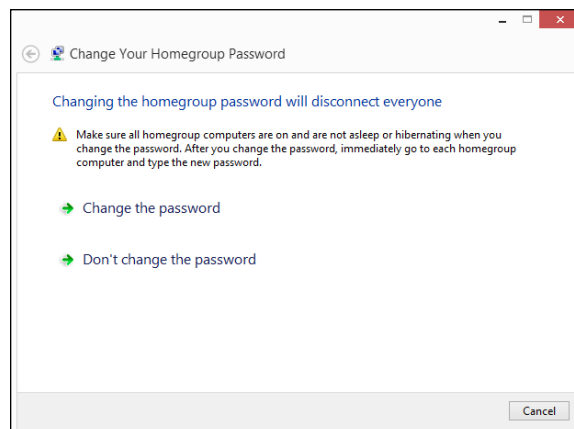 Change Your Homegroup Password
Changing the homegroup password will disconnect everyone
Make sure all homegroup computers are on and are not asleep or hibernating when you
change the password. After you change the password, immediately go to each homegroup
computer and type the new password.
Change the password
Don't change the password
Cancel